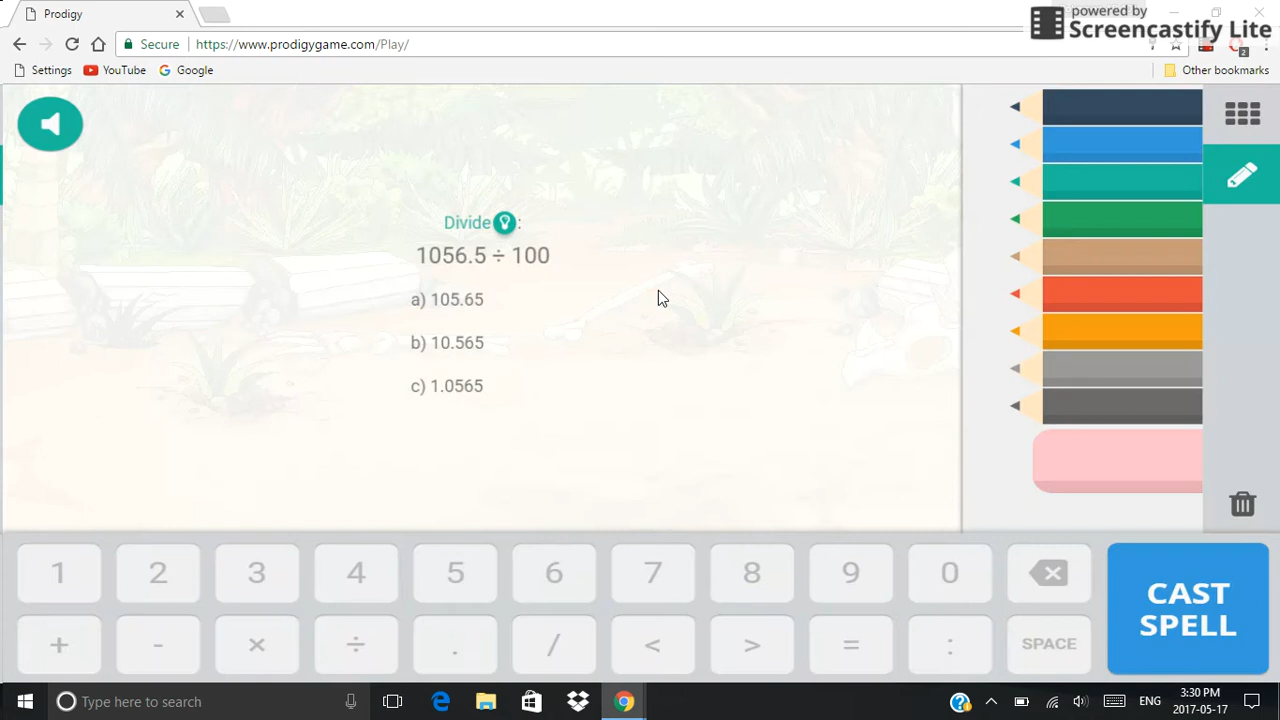 Prodigy
powered by
Screencastify Lite
Secure https://www.prodigygame.com/Play/
2
Settings YouTube Google Other bookmarks
Divide :
1056.5 ÷ 100
a) 105.65
b) 10.565
c) 1.0565
1 2 3 4 5 6 7 8 9 0
+ - × ÷ . / < > = : SPACE
CAST
SPELL
Type here to search
ENG
3:30 PM
2017-05-17